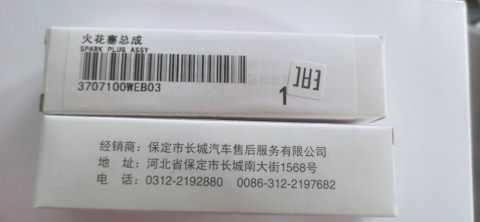 火花塞总成
SPARK PLUG ASSY
3707100WEB03
1
EAC
经销商：保定市长城汽车售后服务有限公司
地　址：河北省保定市长城南大街1568号
电　话：0312-2192880　0086-312-2197682